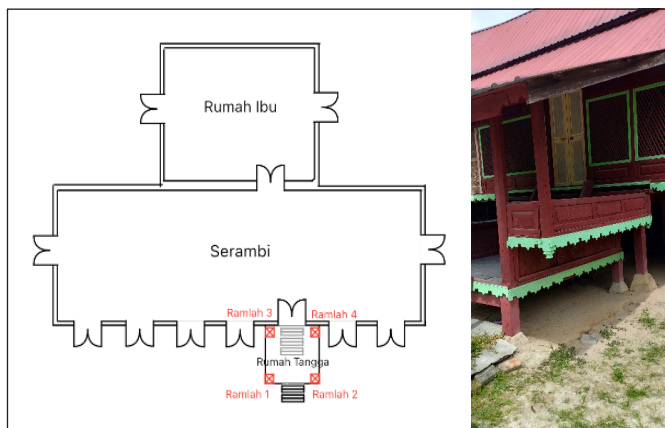 Rumah Ibu
Serambi
Ramlah 3
Ramlah 4
Rumah Tangga
Ramlah 1
Ramlah 2